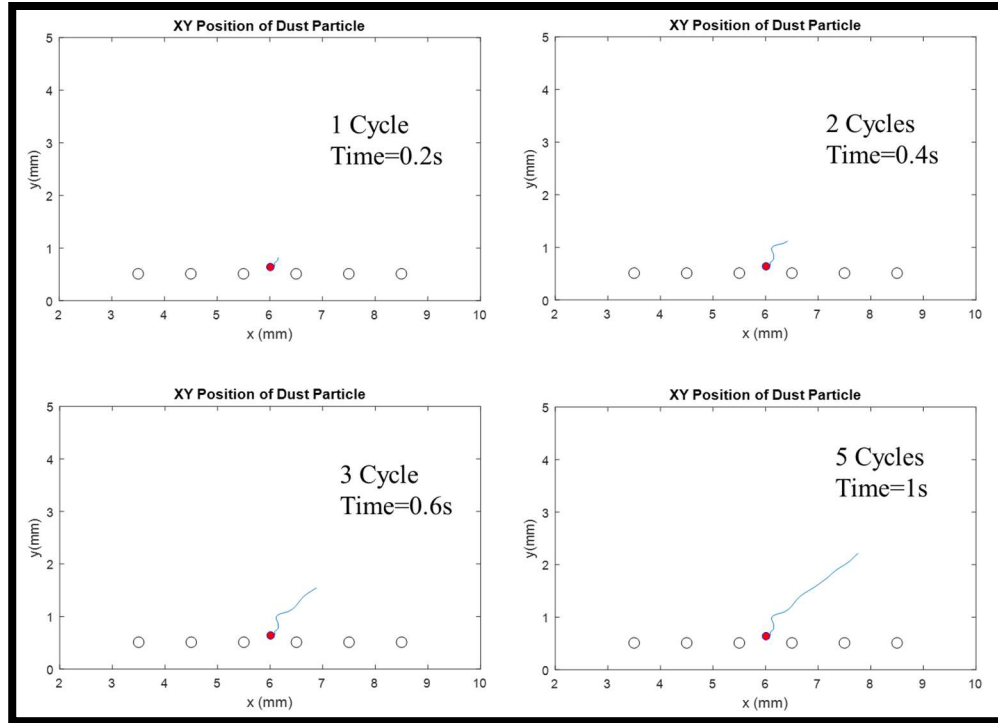 XY Position of Dust Particle
5
4
3
2
1
0
y(mm)
1 Cycle
Time=0.2s
2 3 4 5 6 7 8 9 10
x (mm)
XY Position of Dust Particle
5
4
3
2
1
0
y(mm)
2 Cycles
Time=0.4s
2 3 4 5 6 7 8 9 10
x (mm)
XY Position of Dust Particle
5
4
3
2
1
0
y(mm)
3 Cycle
Time=0.6s
2 3 4 5 6 7 8 9 10
x (mm)
XY Position of Dust Particle
5
4
3
2
1
0
y(mm)
5 Cycles
Time=1s
2 3 4 5 6 7 8 9 10
x (mm)